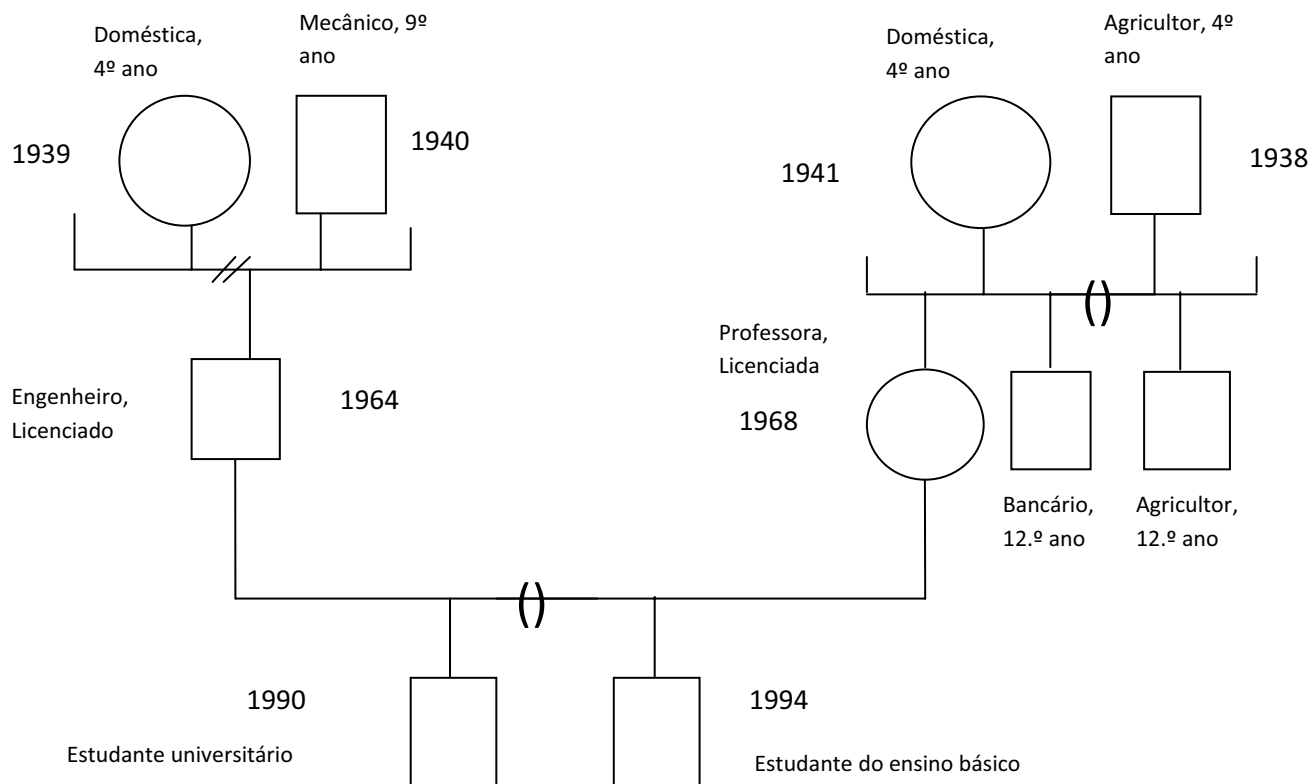 Doméstica,
4º ano
Mecânico, 9º
ano
Doméstica,
4º ano
Agricultor, 4º
ano
1939
1940
1941
1938
//
()
Engenheiro,
Licenciado
1964
Professora,
Licenciada
1968
Bancário,
12.º ano
Agricultor,
12.º ano
()
1990
1994
Estudante universitário
Estudante do ensino básico